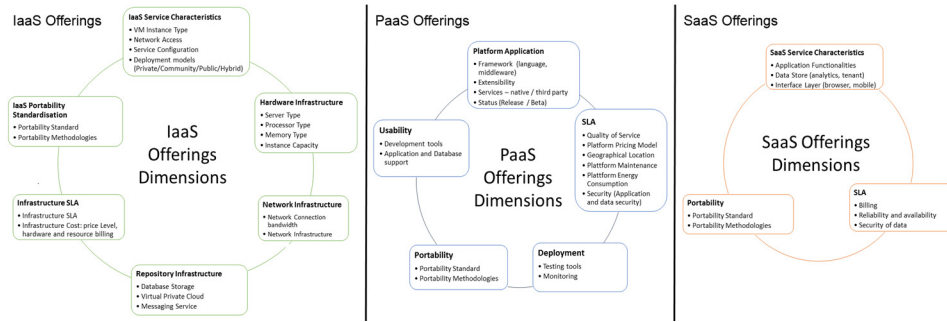 IaaS Offerings
IaaS Service Characteristics
• VM Instance Type
• Network Access
• Service Configuration
• Deployment models
(Private/Community/Public/Hybrid)
Hardware Infrastructure
• Server Type
• Processor Type
• Memory Type
• Instance Capacity
Network Infrastructure
• Network Connection
bandwidth
• Network Infrastructure
Repository Infrastructure
• Database Storage
• Virtual Private Cloud
• Messaging Service
Infrastructure SLA
• Infrastructure SLA
• Infrastructure Cost: price Level,
hardware and resource billing
IaaS Portability
Standardisation
• Portability Standard
• Portability Methodologies
IaaS
Offerings
Dimensions
PaaS Offerings
Platform Application
• Framework (language,
middleware)
• Extensibility
• Services – native / third party
• Status (Release / Beta)
SLA
• Quality of Service
• Platform Pricing Model
• Geographical Location
• Plattform Maintenance
• Plattform Energy
Consumption
• Security (Application
and data security)
Deployment
• Testing tools
• Monitoring
Portability
• Portability Standard
• Portability Methodologies
Usability
• Development tools
• Application and Database
support
PaaS
Offerings
Dimensions
SaaS Offerings
SaaS Service Characteristics
• Application Functionalities
• Data Store (analytics, tenant)
• Interface Layer (browser, mobile)
SLA
• Billing
• Reliability and availability
• Security of data
Portability
• Portability Standard
• Portability Methodologies
SaaS Offerings
Dimensions